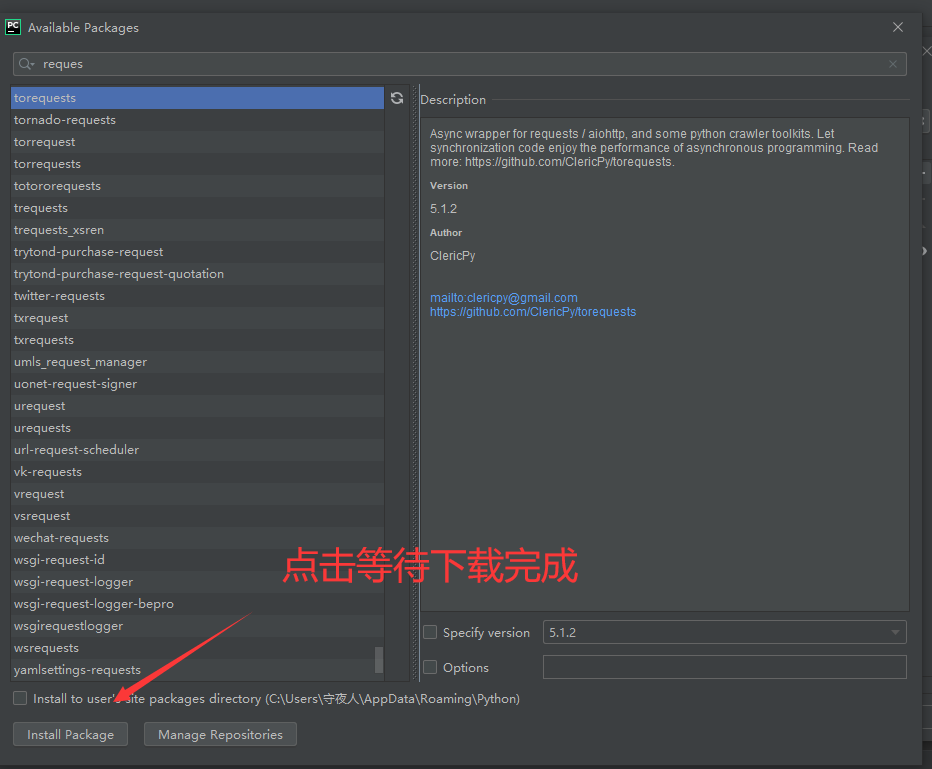 PC
Available Packages
reques
torequests
tornado-requests
torrequest
torrequests
totororequests
trequests
trequests_xsren
trytond-purchase-request
trytond-purchase-request-quotation
twitter-requests
txrequest
txrequests
umls_request_manager
uonet-request-signer
urequest
urequests
url-request-scheduler
vk-requests
vrequest
vsrequest
wechat-requests
wsgi-request-id
wsgi-request-logger
wsgi-request-logger-bepro
wsgirequestlogger
wsrequests
yamlsettings-requests
Description
Async wrapper for requests / aiohttp, and some python crawler toolkits. Let
synchronization code enjoy the performance of asynchronous programming. Read
more: https://github.com/ClericPy/torequests.
Version
5.1.2
Author
ClericPy
mailto:clericpy@gmail.com
https://github.com/ClericPy/torequests
点击等待下载完成
Specify version
5.1.2
Options
Install to user's site packages directory (C:\Users\守夜人\AppData\Roaming\Python)
Install Package
Manage Repositories